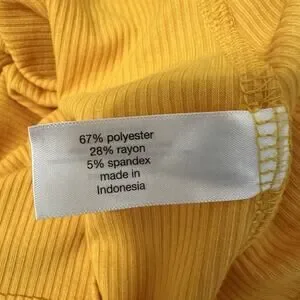 67% polyester
28% rayon
5% spandex
made in
Indonesia